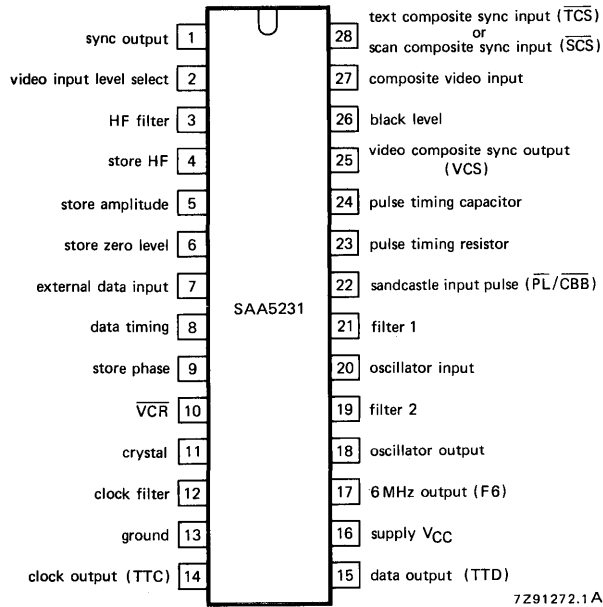 sync output 1
video input level select 2
HF filter 3
store HF 4
store amplitude 5
store zero level 6
external data input 7
data timing 8
store phase 9
V̅C̅R̅ 10
crystal 11
clock filter 12
ground 13
clock output (TTC) 14
SAA5231
text composite sync input (T̅C̅S̅)
or
28
scan composite sync input (S̅C̅S̅)
27 composite video input
26 black level
25 video composite sync output
(VCS)
24 pulse timing capacitor
23 pulse timing resistor
22 sandcastle input pulse (P̅L̅/C̅B̅B̅)
21 filter 1
20 oscillator input
19 filter 2
18 oscillator output
17 6 MHz output (F6)
16 supply VCC
15 data output (TTD)
7Z91272.1A